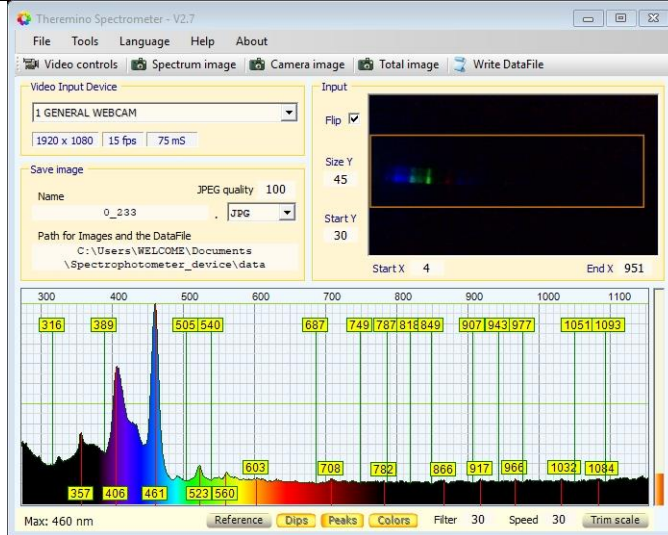 Theremino Spectrometer - V2.7
File Tools Language Help About
Video controls Spectrum image Camera image Total image Write DataFile
Video Input Device
1 GENERAL WEBCAM
1920 x 1080 15 fps 75 mS
Save image
Name JPEG quality 100
0_233 . JPG
Path for Images and the DataFile
C:\Users\WELCOME\Documents
\Spectrophotometer_device\data
Input
Flip
Size Y
45
Start Y
30
Start X 4 End X 951
300 400 500 600 700 800 900 1000 1100
316 389 505 540 687 749 787 818 849 907 943 977 1051 1093
603 708 782 866 917 966 1032 1084
357 406 461 523 560
Max: 460 nm Reference Dips Peaks Colors Filter 30 Speed 30 Trim scale